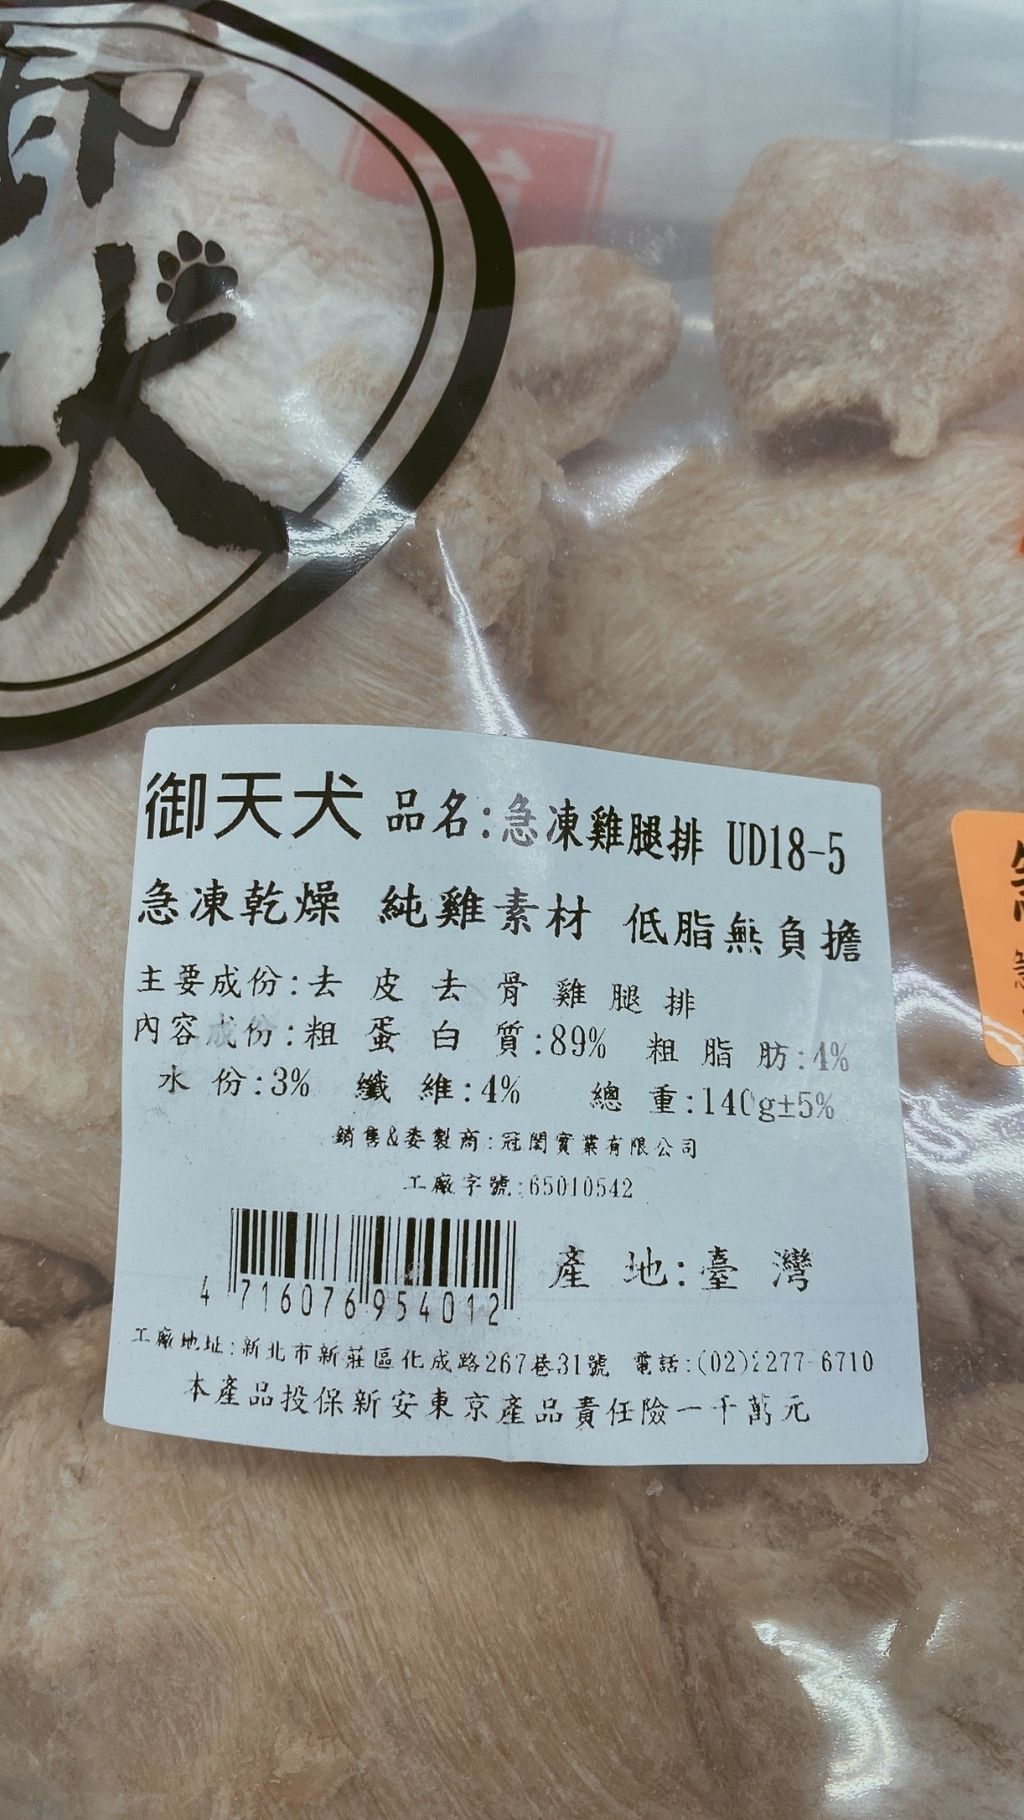 御
犬
御天犬 品名:急凍雞腿排 UD18-5
急凍乾燥 純雞素材 低脂無負擔
主要成份:去皮去骨雞腿排
內容成份:粗蛋白質:89% 粗脂肪:4%
水份:3% 纖維:4% 總重:140g±5%
銷售&委製商:冠閎實業有限公司
工廠字號:65010542
產地:臺灣
4 716076 954012
工廠地址:新北市新莊區化成路267巷31號 電話:(02)2277-6710
本產品投保新安東京產品責任險一千萬元